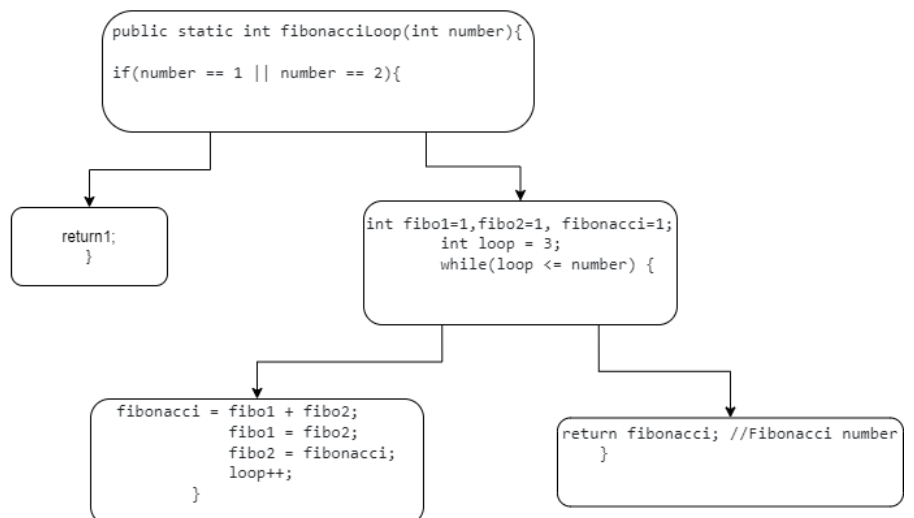 public static int fibonacciLoop(int number){
if(number == 1 || number == 2){
return1;
}
int fibo1=1,fibo2=1, fibonacci=1;
int loop = 3;
while(loop <= number) {
fibonacci = fibo1 + fibo2;
fibo1 = fibo2;
fibo2 = fibonacci;
loop++;
}
return fibonacci; //Fibonacci number
}